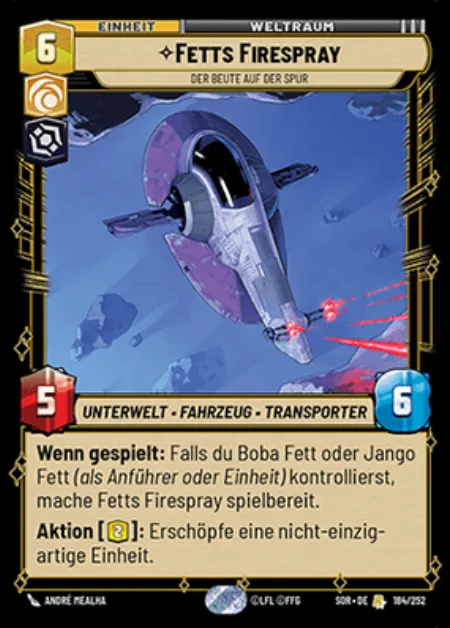 EINHEIT
WELTRAUM
6
✧FETTS FIRESPRAY
DER BEUTE AUF DER SPUR
5
UNTERWELT • FAHRZEUG • TRANSPORTER
6
Wenn gespielt: Falls du Boba Fett oder Jango
Fett (als Anführer oder Einheit) kontrollierst,
mache Fetts Firespray spielbereit.
Aktion [2]: Erschöpfe eine nicht-einzig-
artige Einheit.
ANDRÉ MEALHA
©LFL ©FFG
SOR • DE
184/252